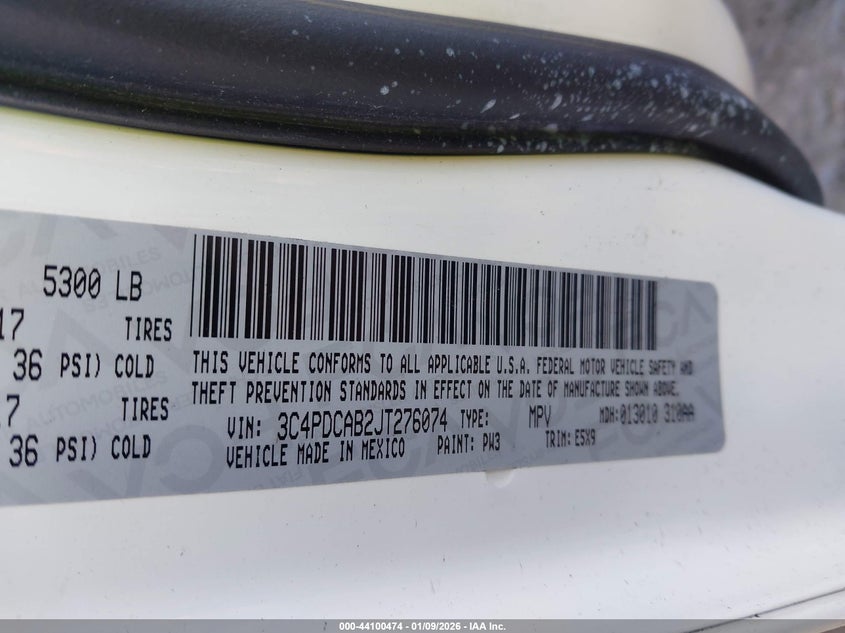 5300 LB
17 TIRES
36 PSI) COLD
17 TIRES
36 PSI) COLD
THIS VEHICLE CONFORMS TO ALL APPLICABLE U.S.A. FEDERAL MOTOR VEHICLE SAFETY AND
THEFT PREVENTION STANDARDS IN EFFECT ON THE DATE OF MANUFACTURE SHOWN ABOVE.
VIN: 3C4PDCAB2JT276074 TYPE: MPV MDH:013010 310AA
VEHICLE MADE IN MEXICO PAINT: PW3 TRIM: E5X9
000-44100474 | 01/09/2026 - IAA Inc.